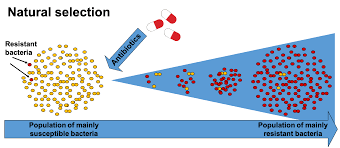 Natural selection
Resistant
bacteria
Antibiotics
Population of mainly
susceptible bacteria
Population of mainly
resistant bacteria